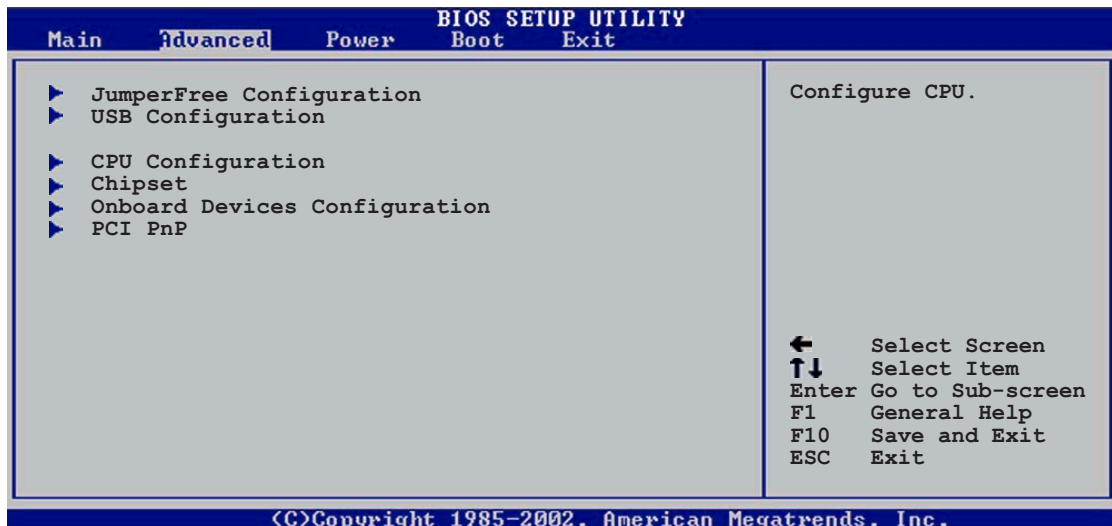 BIOS SETUP UTILITY
Main Advanced Power Boot Exit
JumperFree Configuration
USB Configuration
CPU Configuration
Chipset
Onboard Devices Configuration
PCI PnP
Configure CPU.
← Select Screen
↑↓ Select Item
Enter Go to Sub-screen
F1 General Help
F10 Save and Exit
ESC Exit
(C)Copyright 1985-2002, American Megatrends, Inc.